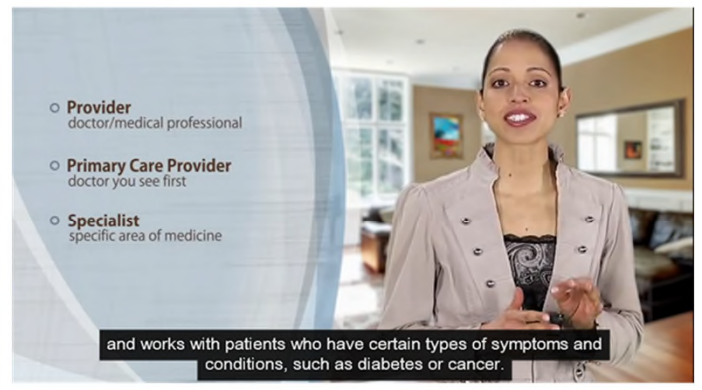 Provider
doctor/medical professional
Primary Care Provider
doctor you see first
Specialist
specific area of medicine
and works with patients who have certain types of symptoms and
conditions, such as diabetes or cancer.